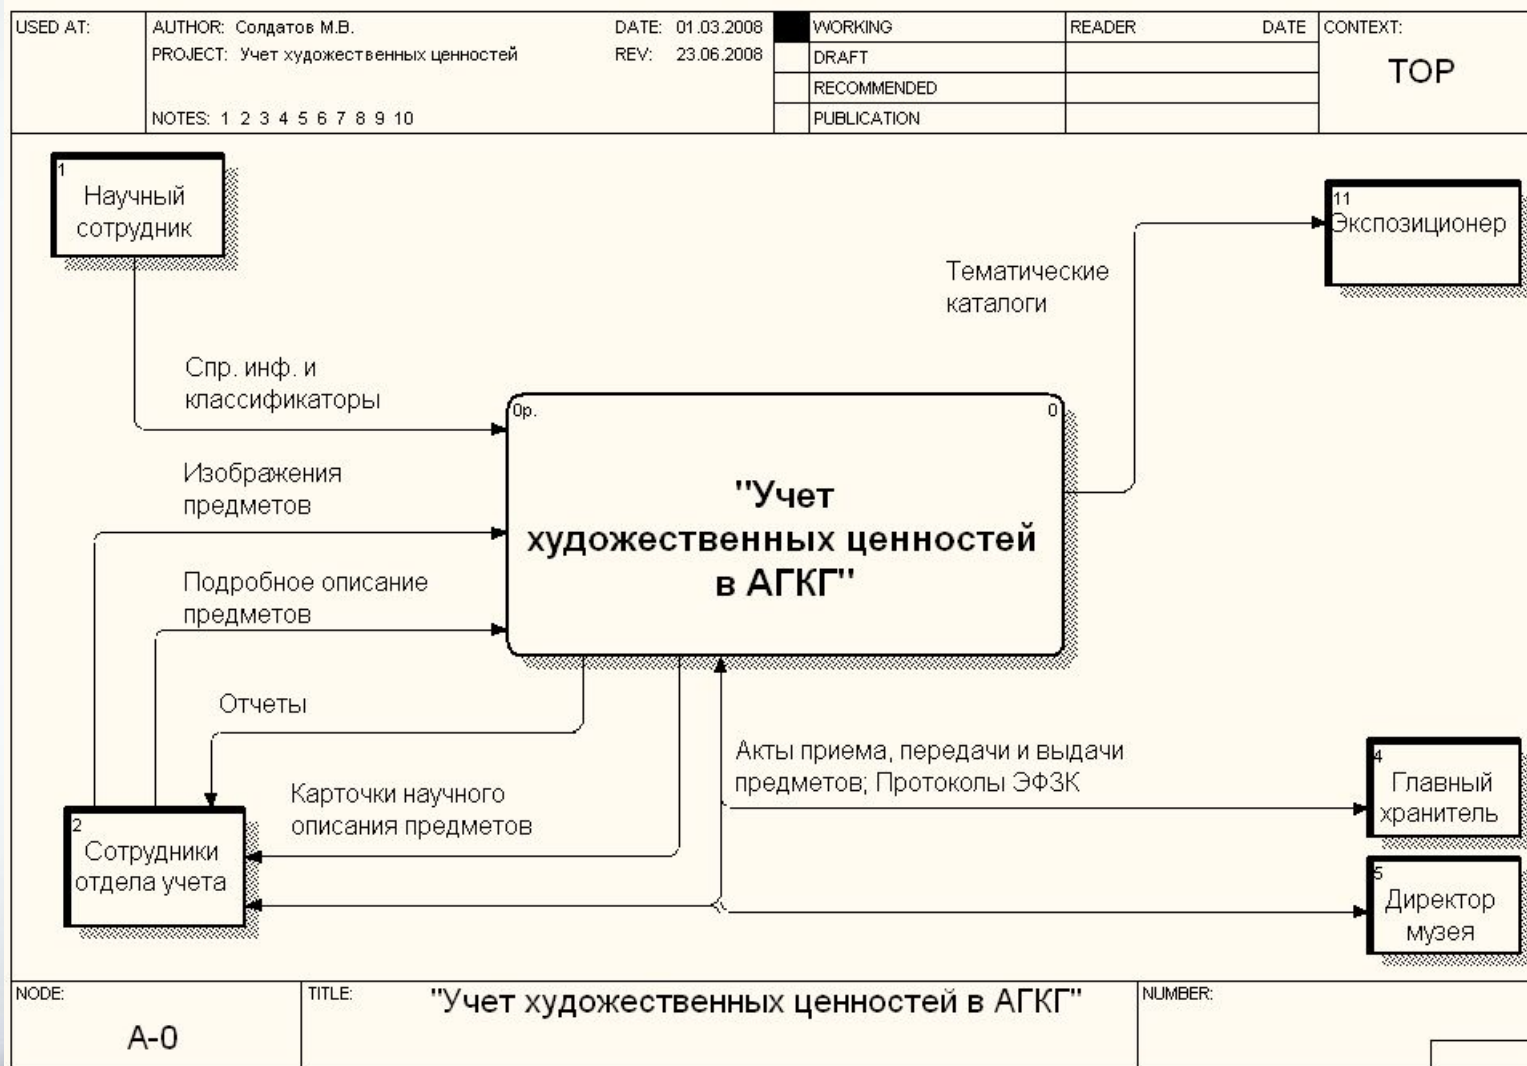 USED AT:
AUTHOR: Солдатов М.В.
DATE: 01.03.2008
PROJECT: Учет художественных ценностей
REV: 23.06.2008
NOTES: 1 2 3 4 5 6 7 8 9 10
WORKING
DRAFT
RECOMMENDED
PUBLICATION
READER
DATE
CONTEXT:
TOP
1
Научный
сотрудник
11
Экспозиционер
Тематические
каталоги
Спр. инф. и
классификаторы
0р.
0
"Учет
художественных ценностей
в АГКГ"
Изображения
предметов
Подробное описание
предметов
Отчеты
Карточки научного
описания предметов
Акты приема, передачи и выдачи
предметов; Протоколы ЭФЗК
2
Сотрудники
отдела учета
4
Главный
хранитель
5
Директор
музея
NODE:
A-0
TITLE:
"Учет художественных ценностей в АГКГ"
NUMBER: